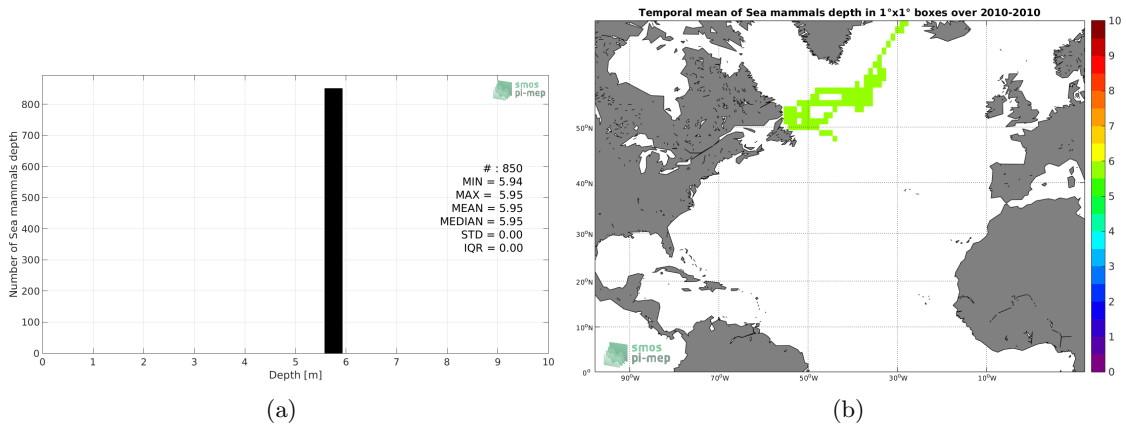 Number of Sea mammals depth
800
700
600
500
400
300
200
100
0
0 1 2 3 4 5 6 7 8 9 10
Depth [m]
smos
pi-mep
# : 850
MIN = 5.94
MAX = 5.95
MEAN = 5.95
MEDIAN = 5.95
STD = 0.00
IQR = 0.00
(a)
Temporal mean of Sea mammals depth in 1°x1° boxes over 2010-2010
50°N
40°N
30°N
20°N
10°N
0°
90°W 70°W 50°W 30°W 10°W
smos
pi-mep
10
9
8
7
6
5
4
3
2
1
0
(b)